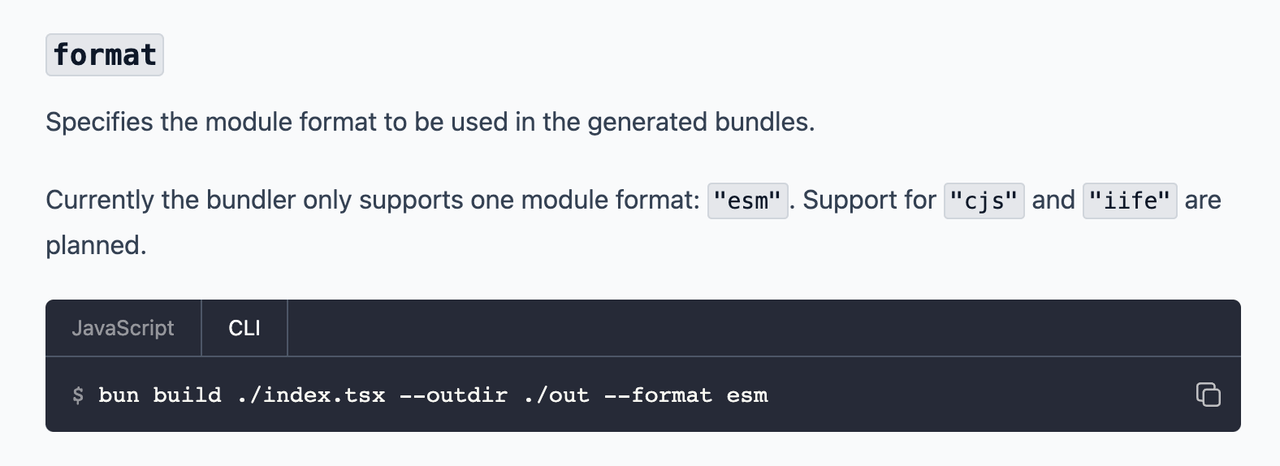 format
Specifies the module format to be used in the generated bundles.
Currently the bundler only supports one module format: "esm". Support for "cjs" and "iife" are
planned.
JavaScript CLI
$ bun build ./index.tsx --outdir ./out --format esm